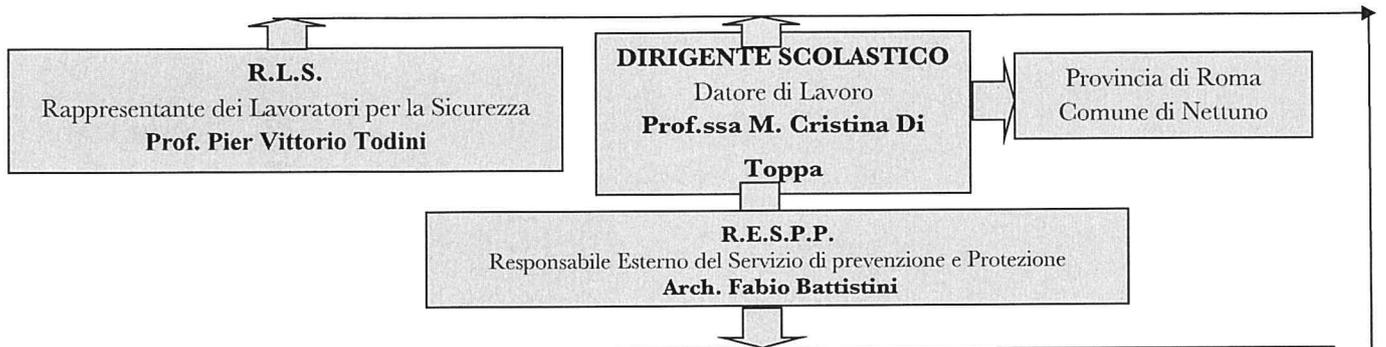 R.L.S.
Rappresentante dei Lavoratori per la Sicurezza
Prof. Pier Vittorio Todini
DIRIGENTE SCOLASTICO
Datore di Lavoro
Prof.ssa M. Cristina Di
Toppa
Provincia di Roma
Comune di Nettuno
R.E.S.P.P.
Responsabile Esterno del Servizio di prevenzione e Protezione
Arch. Fabio Battistini